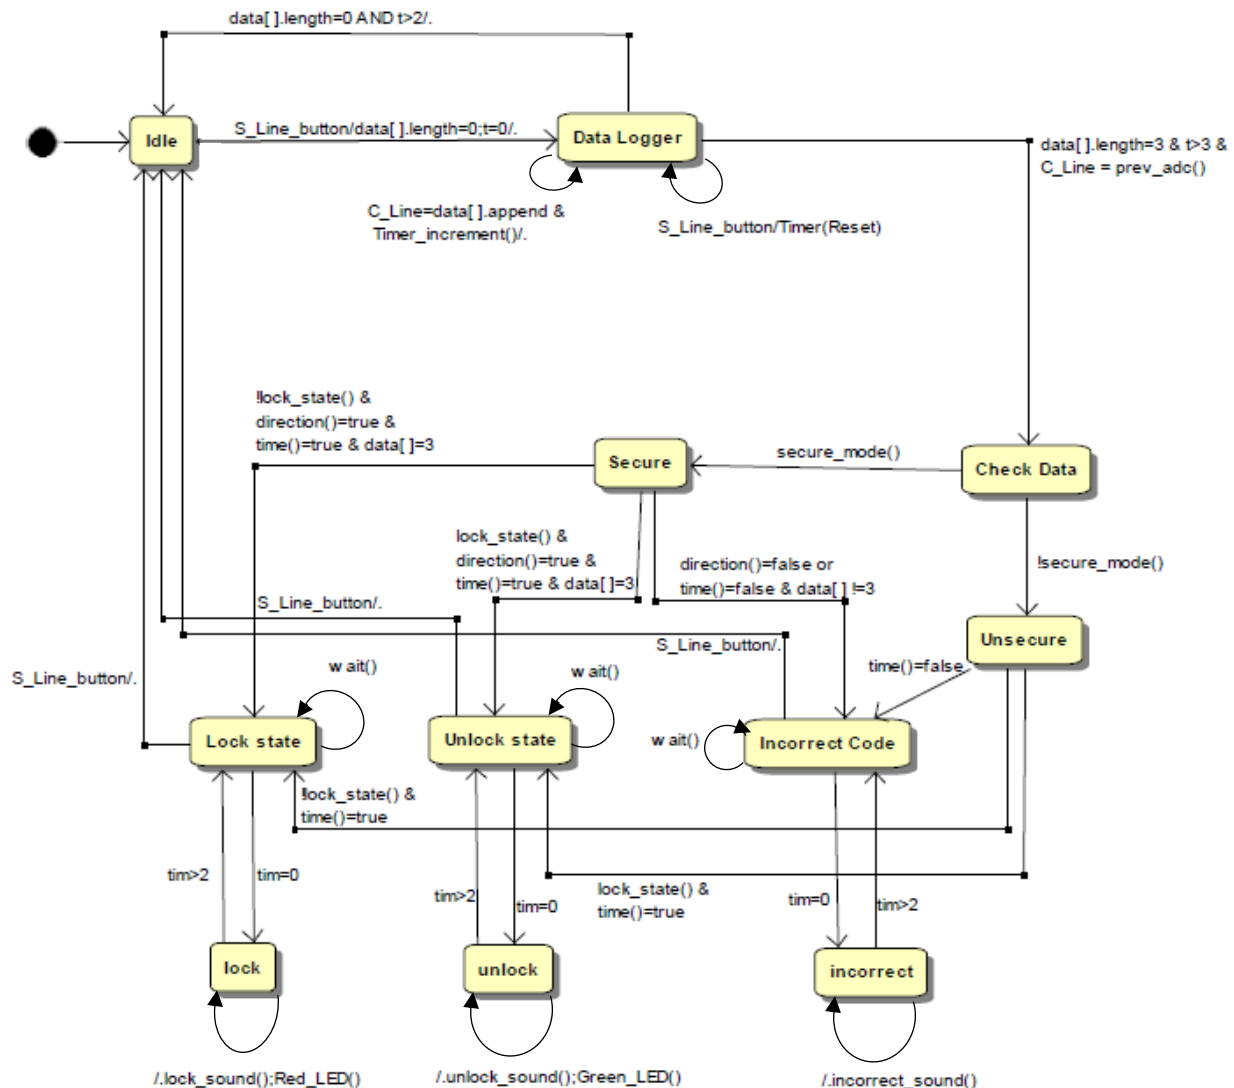 data[ ].length=0 AND t>2/.
Idle
S_Line_button/data[ ].length=0;t=0/.
Data Logger
data[ ].length=3 & t>3 &
C_Line = prev_adc()
C_Line=data[ ].append &
Timer_increment()/.
S_Line_button/Timer(Reset)
!lock_state() &
direction()=true &
time()=true & data[ ]=3
Secure
secure_mode()
Check Data
lock_state() &
direction()=true &
time()=true & data[ ]=3
direction()=false or
time()=false & data[ ] !=3
!secure_mode()
S_Line_button/.
Unsecure
S_Line_button/.
time()=false
S_Line_button/.
w ait()
w ait()
w ait()
Lock state
Unlock state
Incorrect Code
!lock_state() &
time()=true
tim>2
tim=0
tim>2
tim=0
lock_state() &
time()=true
tim=0
tim>2
lock
unlock
incorrect
/.lock_sound();Red_LED()
/.unlock_sound();Green_LED()
/.incorrect_sound()